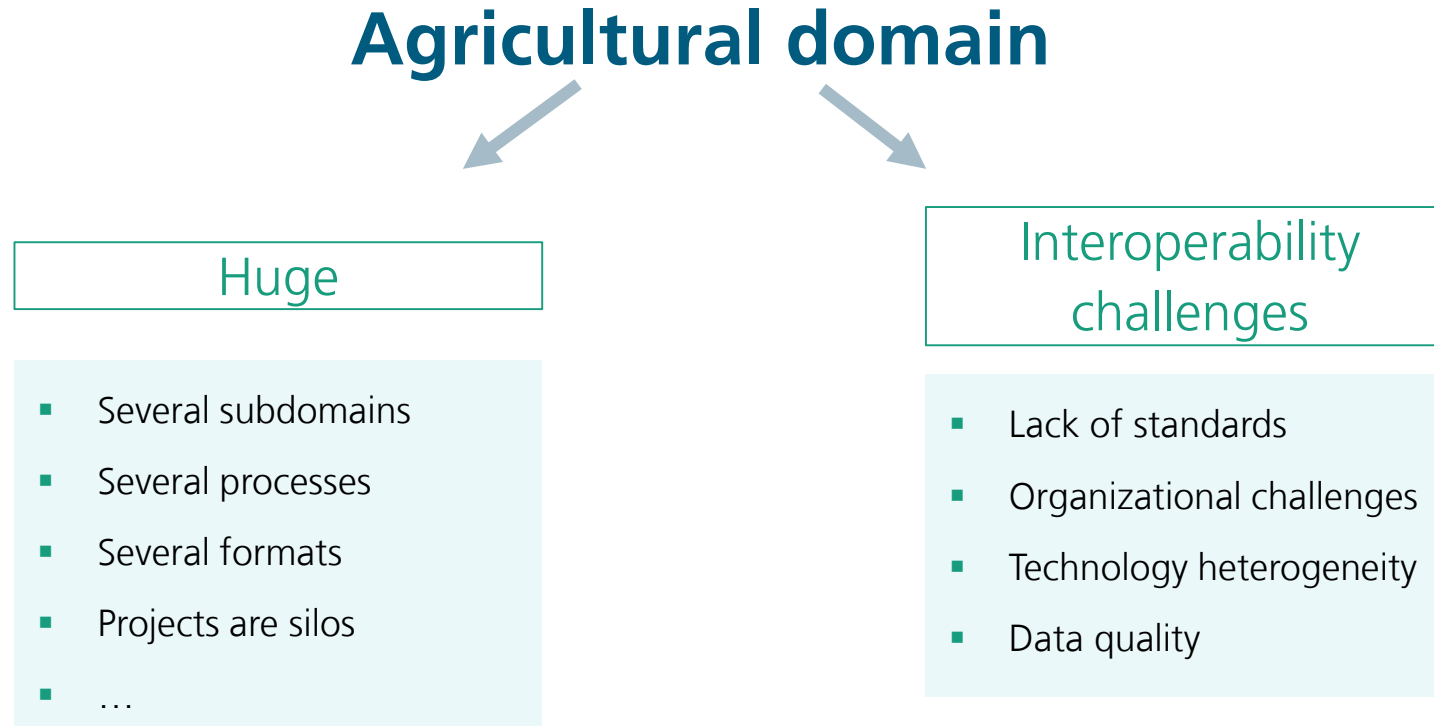 Agricultural domain
Huge
▪ Several subdomains
▪ Several processes
▪ Several formats
▪ Projects are silos
▪ …
Interoperability
challenges
▪ Lack of standards
▪ Organizational challenges
▪ Technology heterogeneity
▪ Data quality